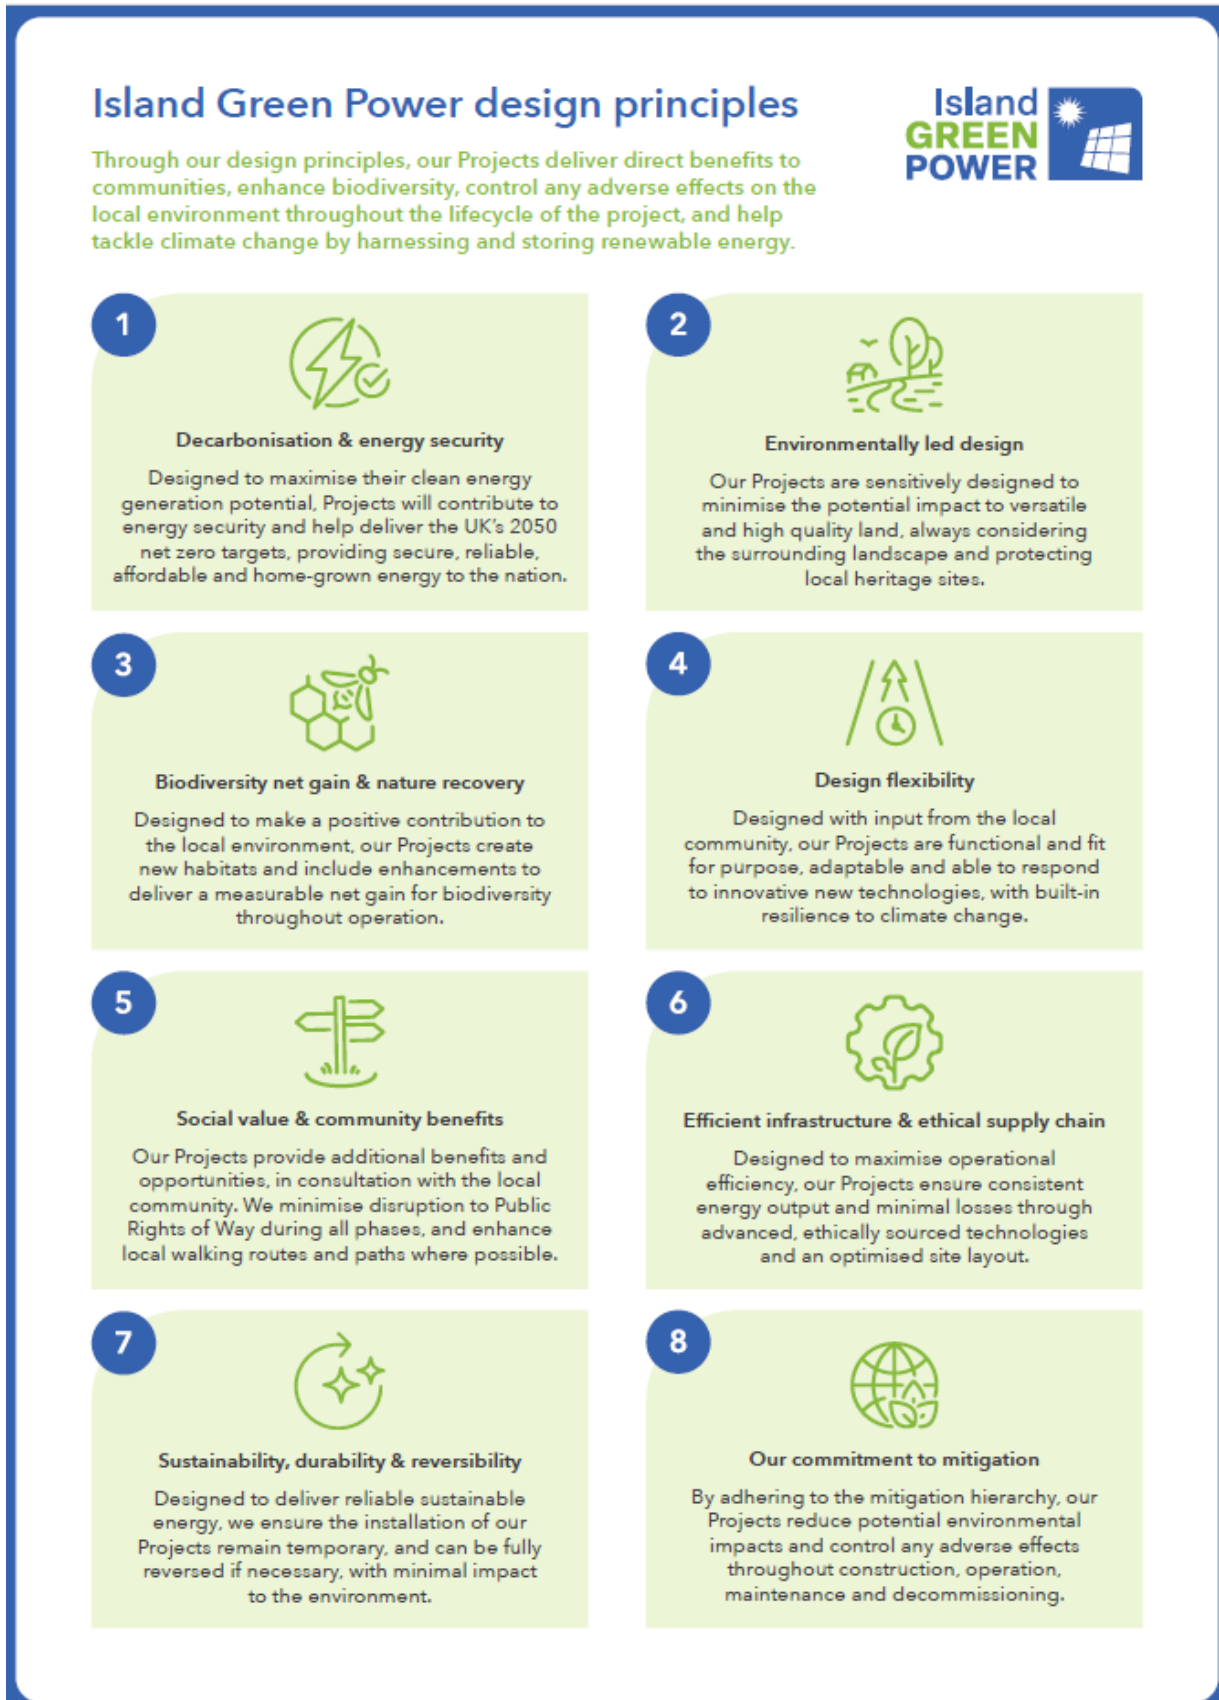 Island Green Power design principles
Island
GREEN
POWER
Through our design principles, our Projects deliver direct benefits to
communities, enhance biodiversity, control any adverse effects on the
local environment throughout the lifecycle of the project, and help
tackle climate change by harnessing and storing renewable energy.
1
Decarbonisation & energy security
Designed to maximise their clean energy
generation potential, Projects will contribute to
energy security and help deliver the UK's 2050
net zero targets, providing secure, reliable,
affordable and home-grown energy to the nation.
2
Environmentally led design
Our Projects are sensitively designed to
minimise the potential impact to versatile
and high quality land, always considering
the surrounding landscape and protecting
local heritage sites.
3
Biodiversity net gain & nature recovery
Designed to make a positive contribution to
the local environment, our Projects create
new habitats and include enhancements to
deliver a measurable net gain for biodiversity
throughout operation.
4
Design flexibility
Designed with input from the local
community, our Projects are functional and fit
for purpose, adaptable and able to respond
to innovative new technologies, with built-in
resilience to climate change.
5
Social value & community benefits
Our Projects provide additional benefits and
opportunities, in consultation with the local
community. We minimise disruption to Public
Rights of Way during all phases, and enhance
local walking routes and paths where possible.
6
Efficient infrastructure & ethical supply chain
Designed to maximise operational
efficiency, our Projects ensure consistent
energy output and minimal losses through
advanced, ethically sourced technologies
and an optimised site layout.
7
Sustainability, durability & reversibility
Designed to deliver reliable sustainable
energy, we ensure the installation of our
Projects remain temporary, and can be fully
reversed if necessary, with minimal impact
to the environment.
8
Our commitment to mitigation
By adhering to the mitigation hierarchy, our
Projects reduce potential environmental
impacts and control any adverse effects
throughout construction, operation,
maintenance and decommissioning.